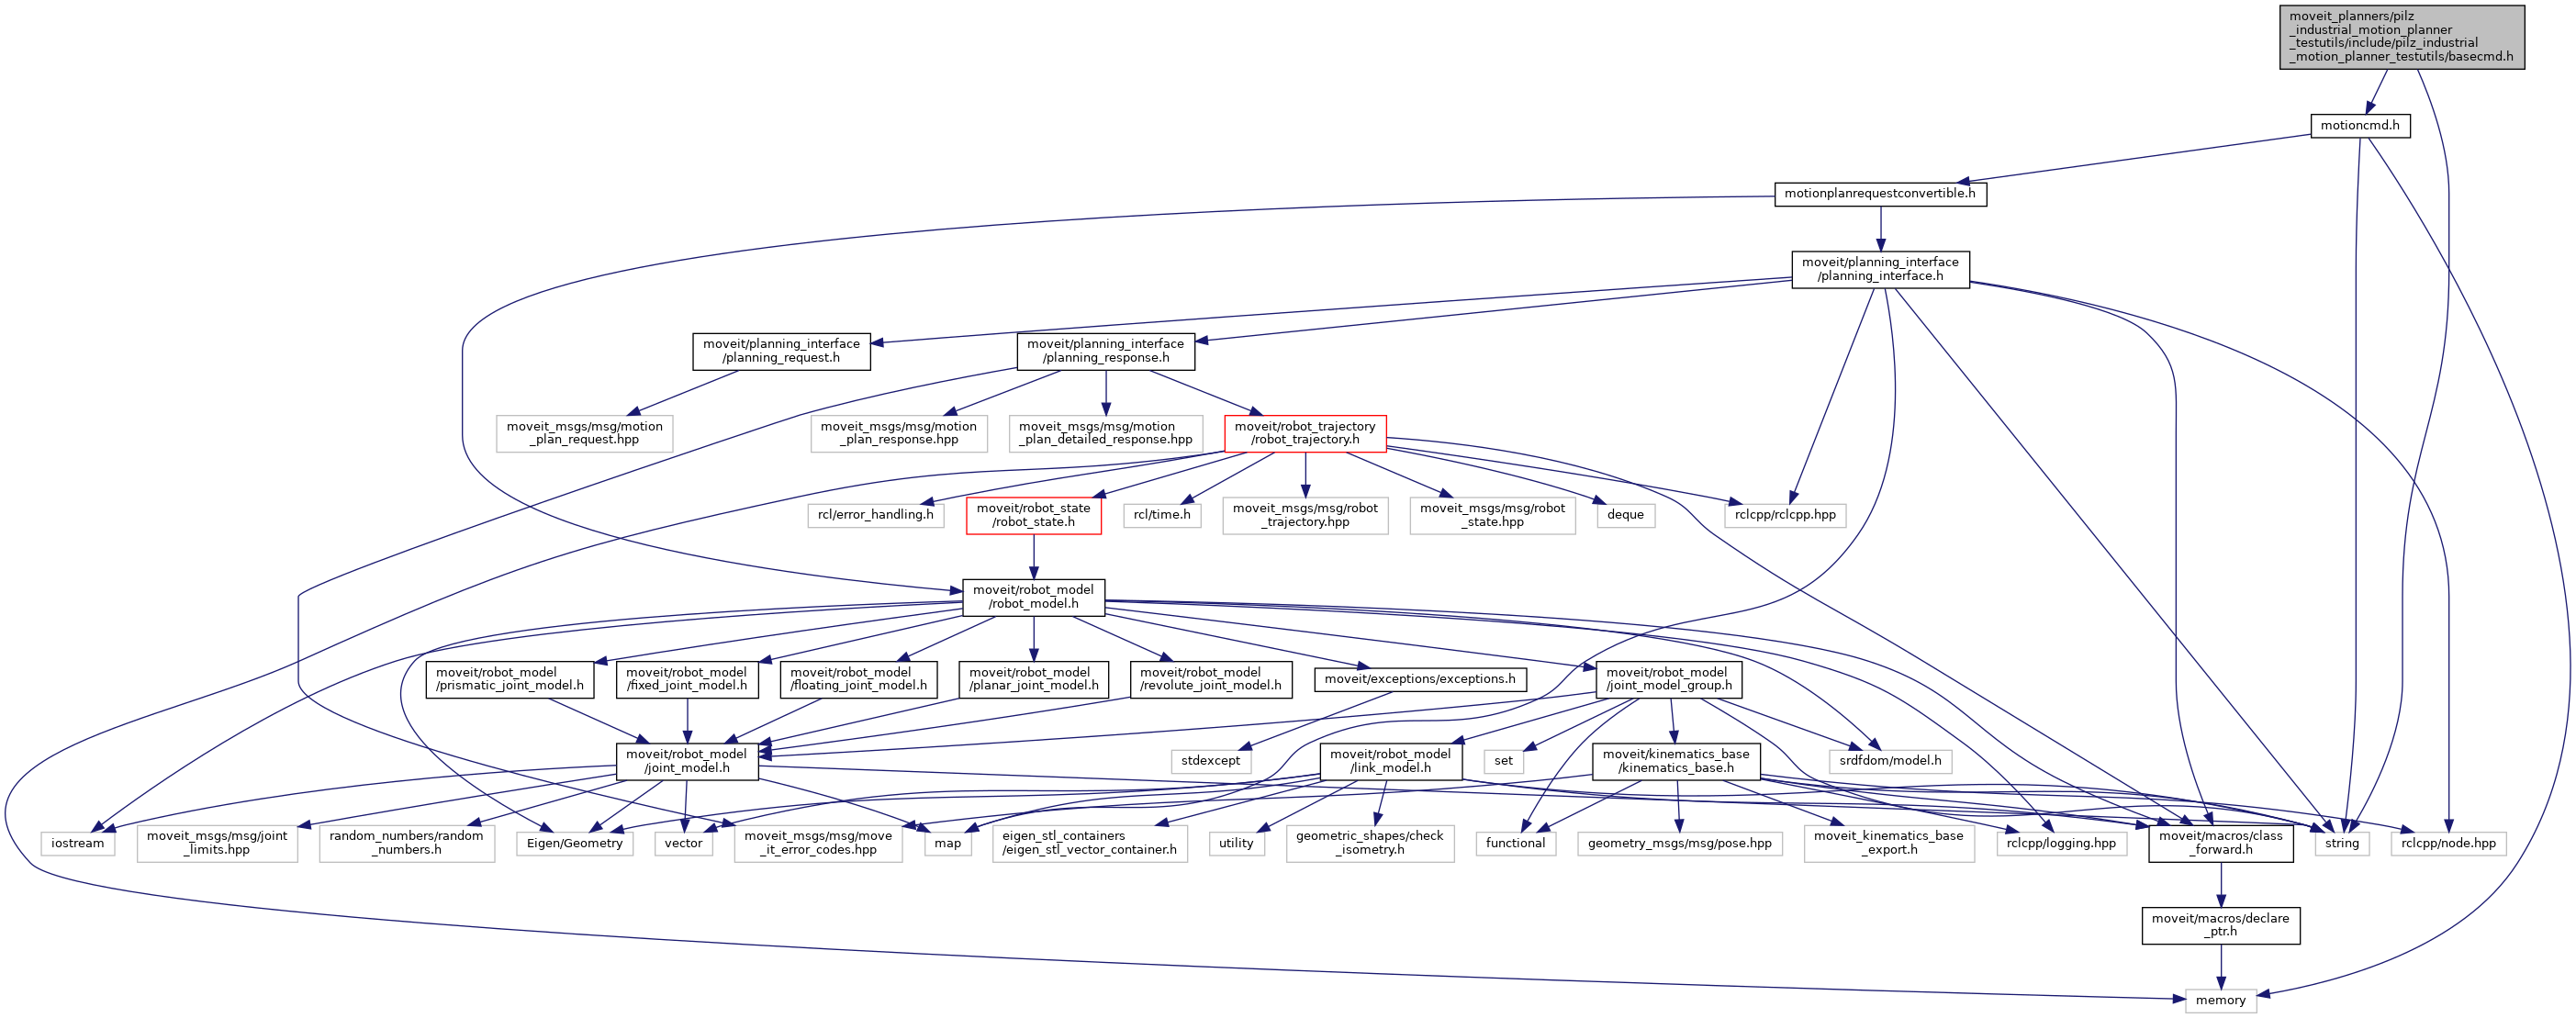 moveit_planners/pilz
_industrial_motion_planner
_testutils/include/pilz_industrial
_motion_planner_testutils/basecmd.h
motioncmd.h
motionplanrequestconvertible.h
moveit/planning_interface
/planning_interface.h
moveit/planning_interface
/planning_request.h
moveit/planning_interface
/planning_response.h
moveit_msgs/msg/motion
_plan_request.hpp
moveit_msgs/msg/motion
_plan_response.hpp
moveit_msgs/msg/motion
_plan_detailed_response.hpp
moveit/robot_trajectory
/robot_trajectory.h
rcl/error_handling.h
moveit/robot_state
/robot_state.h
rcl/time.h
moveit_msgs/msg/robot
_trajectory.hpp
moveit_msgs/msg/robot
_state.hpp
deque
rclcpp/rclcpp.hpp
moveit/robot_model
/robot_model.h
moveit/robot_model
/prismatic_joint_model.h
moveit/robot_model
/fixed_joint_model.h
moveit/robot_model
/floating_joint_model.h
moveit/robot_model
/planar_joint_model.h
moveit/robot_model
/revolute_joint_model.h
moveit/exceptions/exceptions.h
moveit/robot_model
/joint_model_group.h
moveit/robot_model
/joint_model.h
stdexcept
moveit/robot_model
/link_model.h
set
moveit/kinematics_base
/kinematics_base.h
srdfdom/model.h
iostream
moveit_msgs/msg/joint
_limits.hpp
random_numbers/random
_numbers.h
Eigen/Geometry
vector
moveit_msgs/msg/move
_it_error_codes.hpp
map
eigen_stl_containers
/eigen_stl_vector_container.h
utility
geometric_shapes/check
_isometry.h
functional
geometry_msgs/msg/pose.hpp
moveit_kinematics_base
_export.h
rclcpp/logging.hpp
moveit/macros/class
_forward.h
string
rclcpp/node.hpp
moveit/macros/declare
_ptr.h
memory